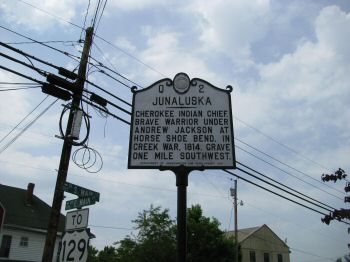 Q 2
JUNALUSKA
CHEROKEE INDIAN CHIEF
BRAVE WARRIOR UNDER
ANDREW JACKSON AT
HORSE SHOE BEND, IN
CREEK WAR, 1814. GRAVE
ONE MILE SOUTHWEST.
TO
129